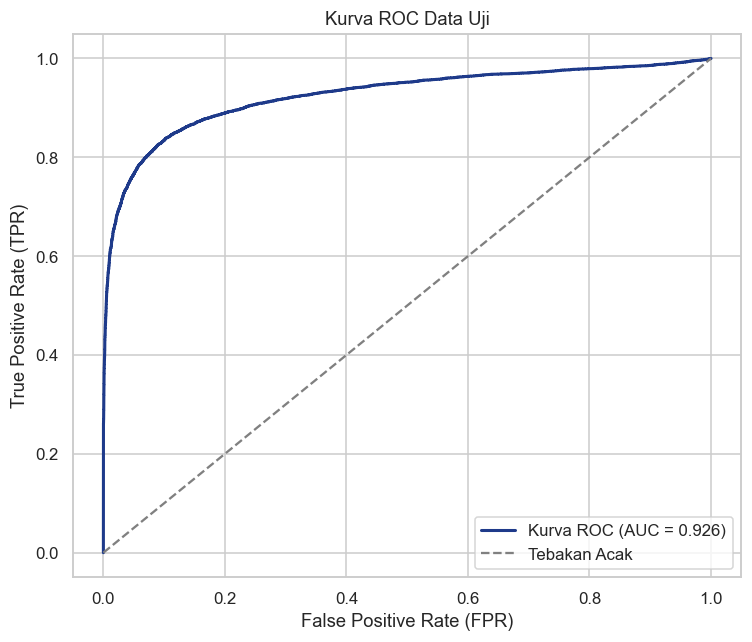 Kurva ROC Data Uji
True Positive Rate (TPR)
1.0
0.8
0.6
0.4
0.2
0.0
Kurva ROC (AUC = 0.926)
Tebakan Acak
0.0 0.2 0.4 0.6 0.8 1.0
False Positive Rate (FPR)